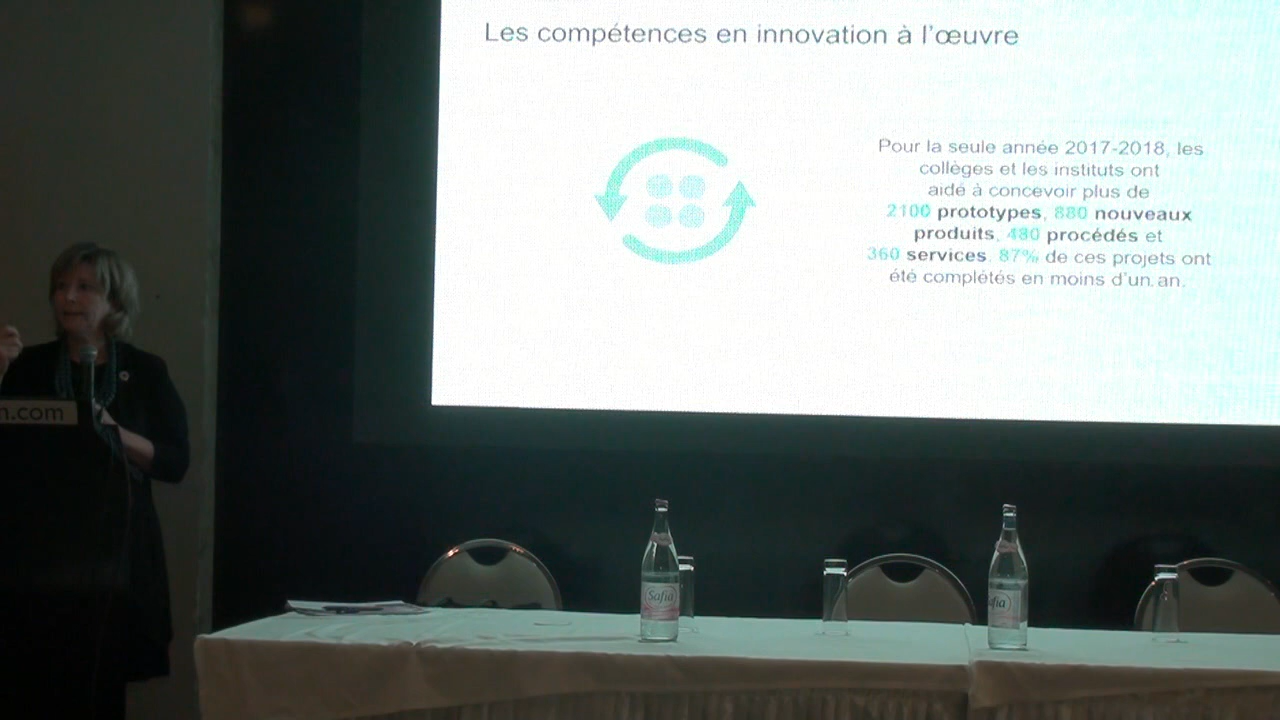 Les compétences en innovation à l'œuvre
Pour la seule année 2017-2018, les
collèges et les instituts ont
aidé à concevoir plus de
2100 prototypes, 880 nouveaux
produits, 480 procédés et
360 services. 87% de ces projets ont
été complétés en moins d'un an.
n.com
Safia
afia